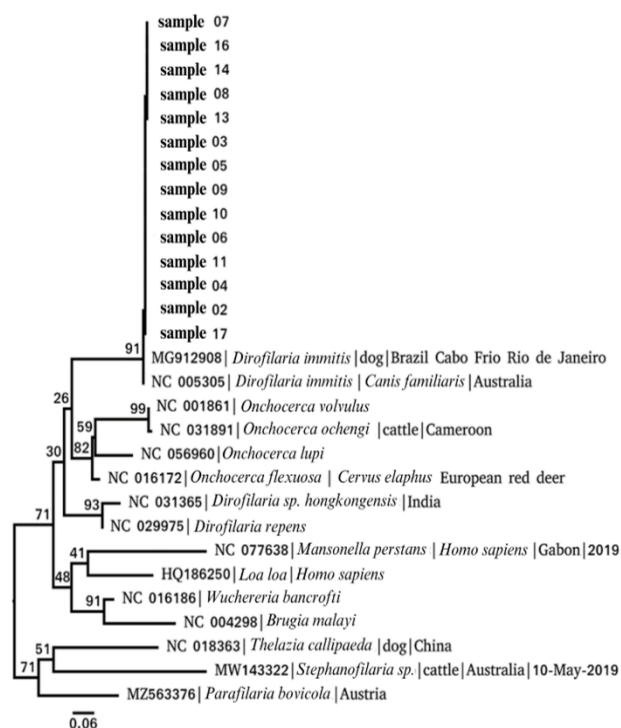 sample 07
sample 16
sample 14
sample 08
sample 13
sample 03
sample 05
sample 09
sample 10
sample 06
sample 11
sample 04
sample 02
sample 17
91
MG912908| Dirofilaria immitis |dog|Brazil Cabo Frio Rio de Janeiro
NC 005305| Dirofilaria immitis | Canis familiaris|Australia
26
99
NC 001861| Onchocerca volvulus
59
NC 031891| Onchocerca ochengi |cattle|Cameroon
30
82
NC 056960|Onchocerca lupi
NC 016172|Onchocerca flexuosa | Cervus elaphus European red deer
93
NC 031365| Dirofilaria sp. hongkongensis |India
71
NC 029975| Dirofilaria repens
41
NC 077638|Mansonella perstans | Homo sapiens|Gabon|2019
48
HQ186250|Loa loa|Homo sapiens
91
NC 016186|Wuchereria bancrofti
NC 004298|Brugia malayi
51
NC 018363|Thelazia callipaeda |dog|China
71
MW143322|Stephanofilaria sp.|cattle|Australia|10-May-2019
MZ563376| Parafilaria bovicola |Austria
0.06